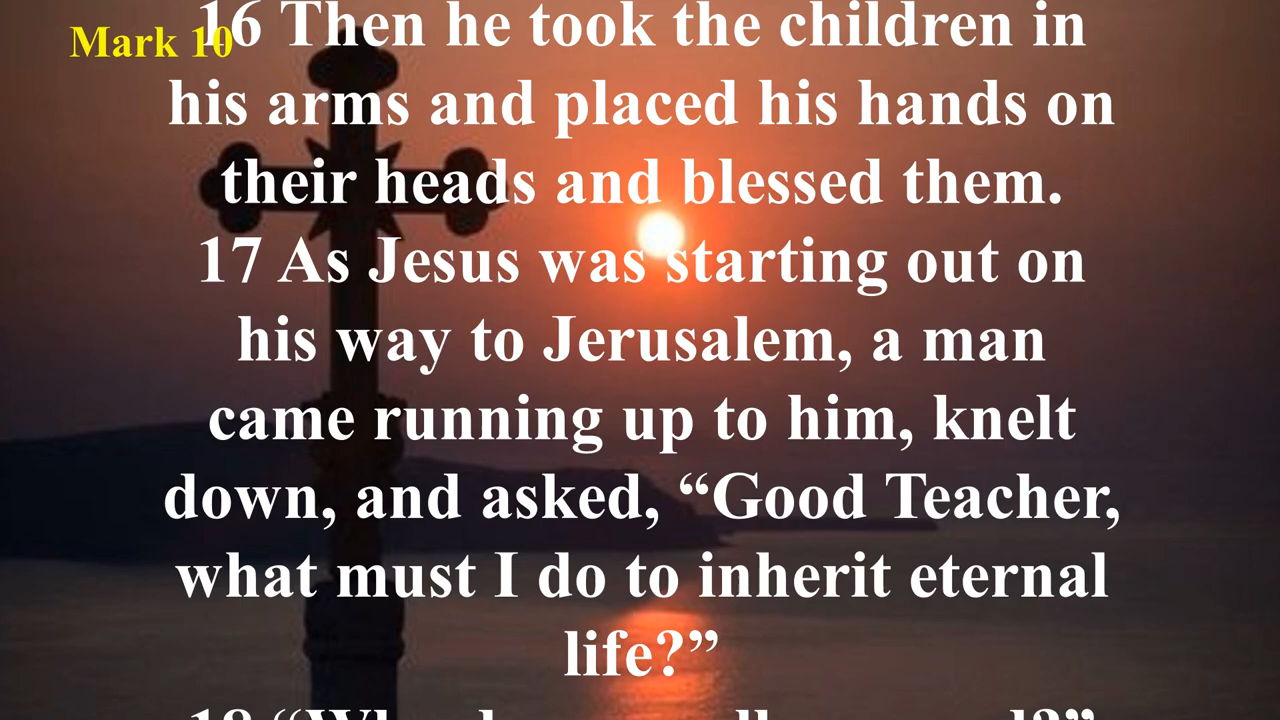 Mark 10
16 Then he took the children in
his arms and placed his hands on
their heads and blessed them.
17 As Jesus was starting out on
his way to Jerusalem, a man
came running up to him, knelt
down, and asked, “Good Teacher,
what must I do to inherit eternal
life?”